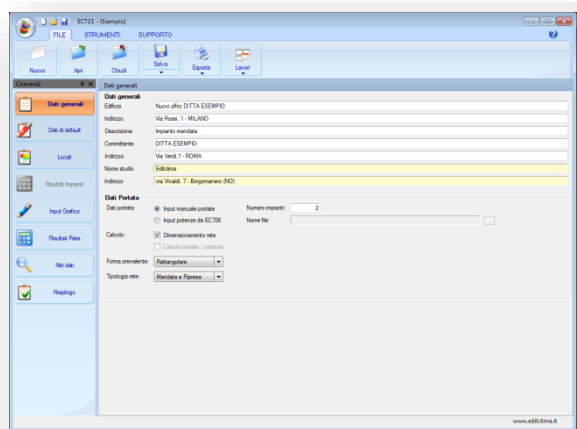 EC721 - [Esempio]
FILE STRUMENTI SUPPORTO
Nuovo Apri Chiudi Salva Esporta Lavori
Comandi
Dati generali
Dati di default
Locali
Risultati Impianti
Input Grafico
Risultati Rete
Altri dati
Riepilogo
Dati generali
Dati generali
Edificio Nuovi uffici DITTA ESEMPIO
Indirizzo Via Rossi, 1 - MILANO
Descrizione Impianto mandata
Committente DITTA ESEMPIO
Indirizzo Via Verdi,1 - ROMA
Nome studio Edilclima
Indirizzo via Vivaldi, 7 - Borgomanero (NO)
Dati Portata
Dati portata: Input manuale portate Numero impianti: 2
Input potenze da EC706 Nome file: ...
Calcolo: Dimensionamento rete
Calcolo portate / potenze
Forma prevalente: Rettangolare
Tipologia rete: Mandata e Ripresa
www.edilclima.it